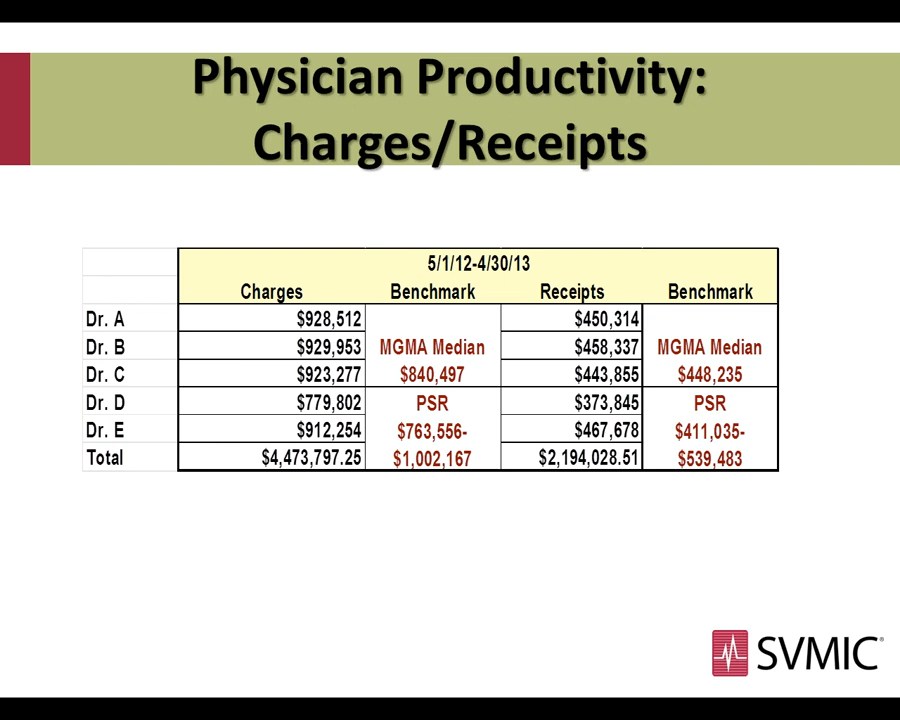 Physician Productivity:
Charges/Receipts
5/1/12-4/30/13
Charges Benchmark Receipts Benchmark
Dr. A $928,512 $450,314
Dr. B $929,953 MGMA Median $458,337 MGMA Median
Dr. C $923,277 $840,497 $443,855 $448,235
Dr. D $779,802 PSR $373,845 PSR
Dr. E $912,254 $763,556- $467,678 $411,035-
Total $4,473,797.25 $1,002,167 $2,194,028.51 $539,483
SVMIC®